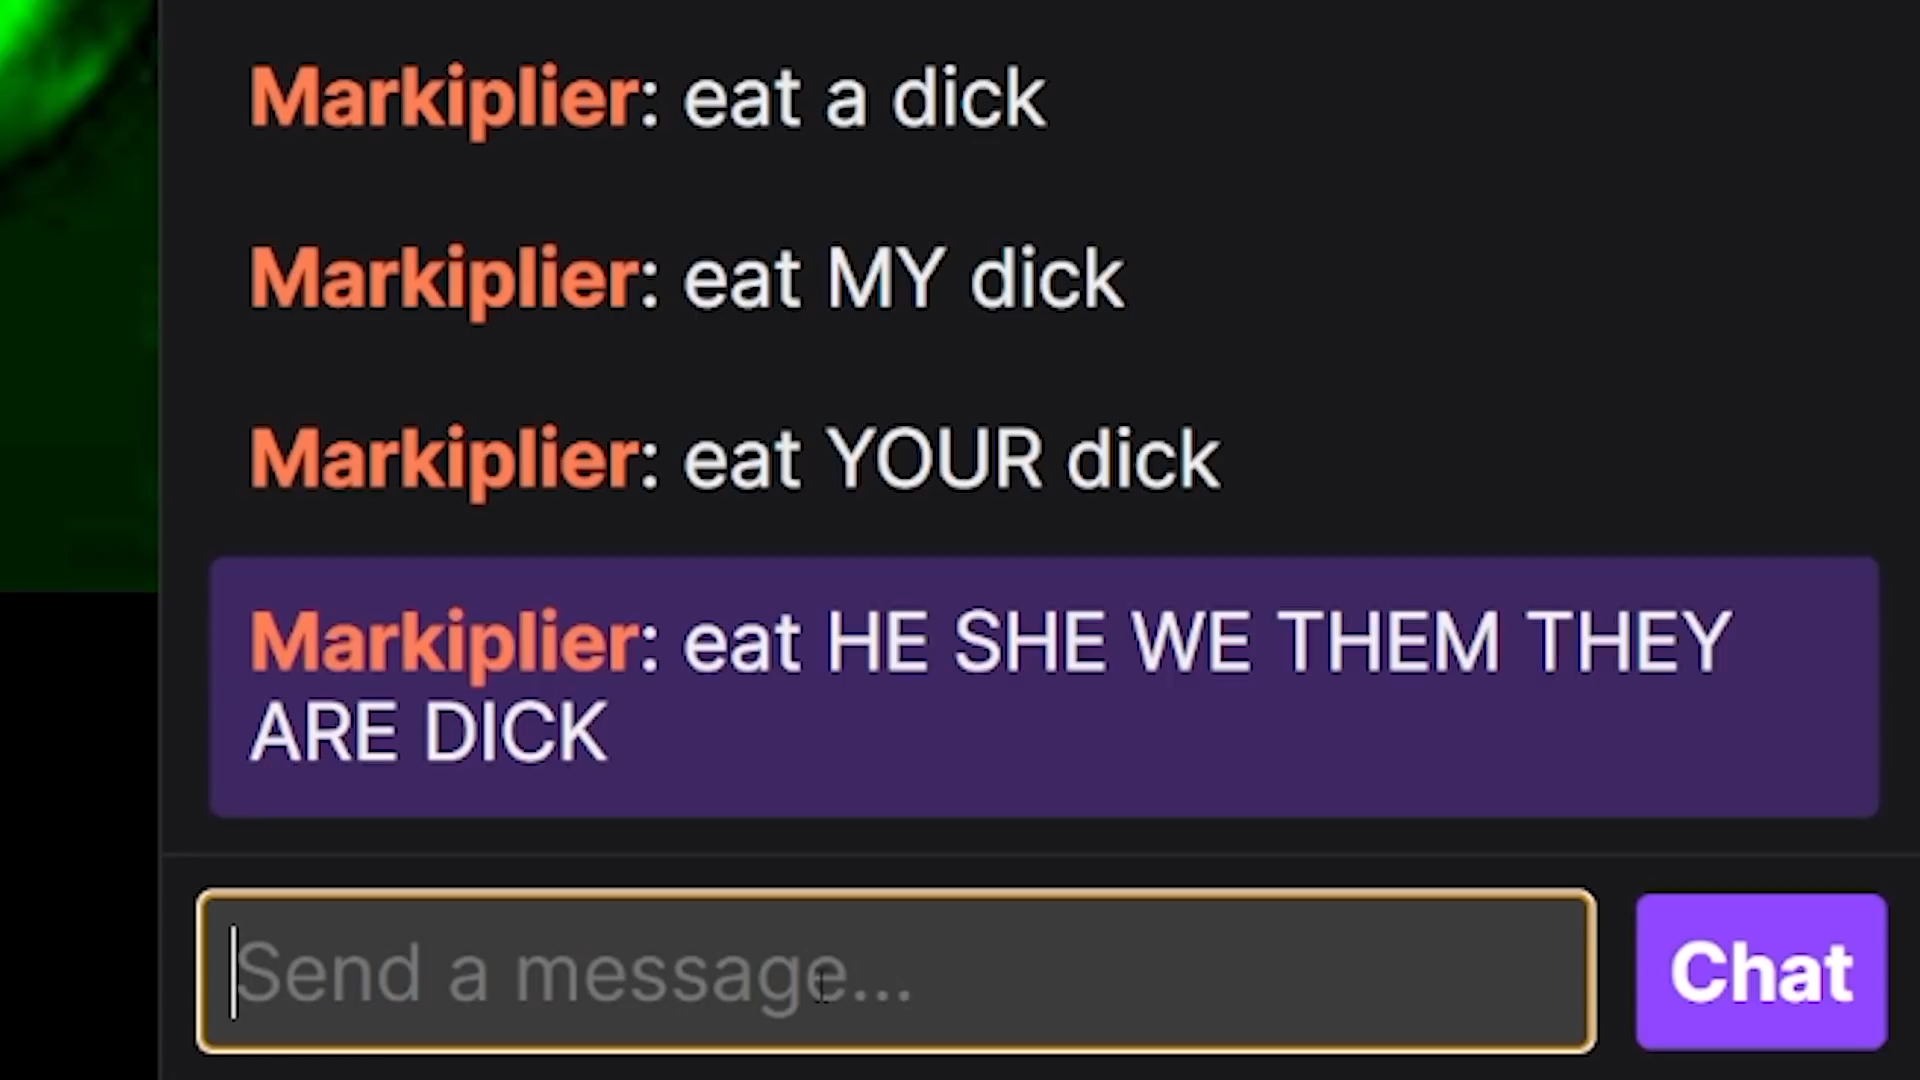 Markiplier: eat a dick
Markiplier: eat MY dick
Markiplier: eat YOUR dick
Markiplier: eat HE SHE WE THEM THEY
ARE DICK
Send a message...
Chat